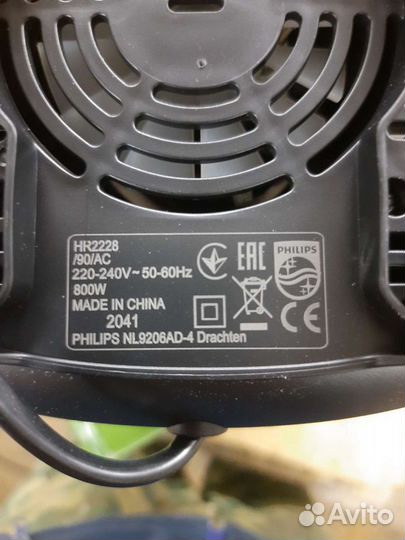 HR2228
/90/AC
220-240V~ 50-60Hz
800W
MADE IN CHINA
2041
PHILIPS NL9206AD-4 Drachten
EAC
PHILIPS
CE
Avito